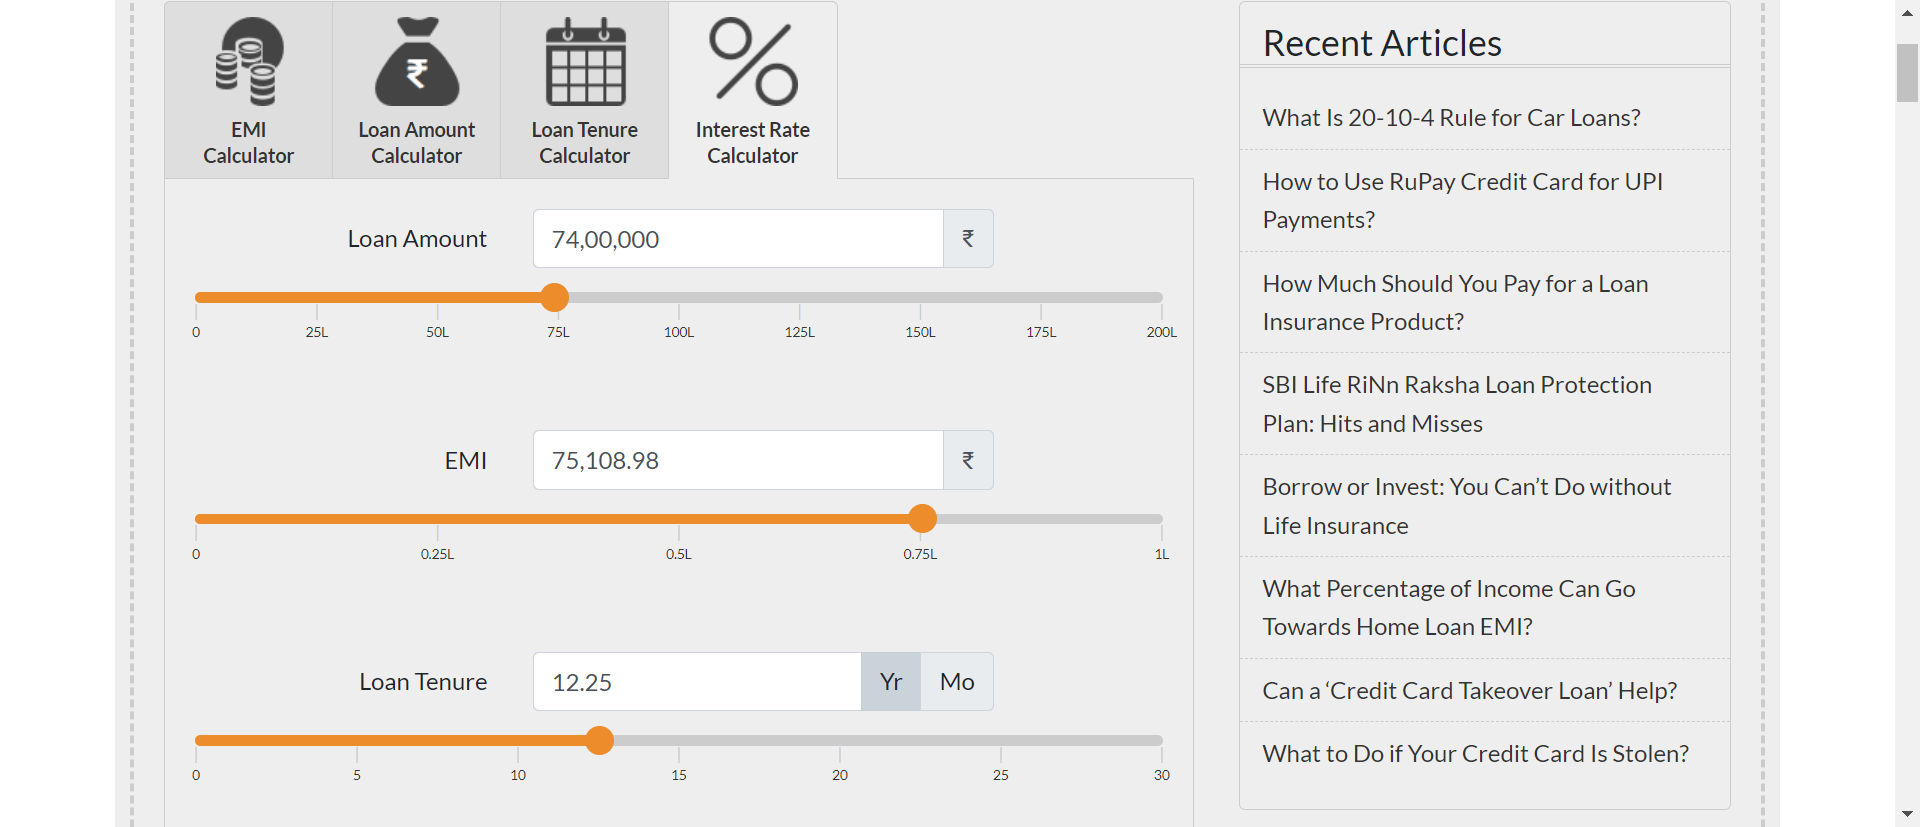 EMI
Calculator
Loan Amount
Calculator
Loan Tenure
Calculator
Interest Rate
Calculator
Loan Amount
74,00,000
₹
0 25L 50L 75L 100L 125L 150L 175L 200L
EMI
75,108.98
₹
0 0.25L 0.5L 0.75L 1L
Loan Tenure
12.25
Yr Mo
0 5 10 15 20 25 30
Recent Articles
What Is 20-10-4 Rule for Car Loans?
How to Use RuPay Credit Card for UPI
Payments?
How Much Should You Pay for a Loan
Insurance Product?
SBI Life RiNn Raksha Loan Protection
Plan: Hits and Misses
Borrow or Invest: You Can’t Do without
Life Insurance
What Percentage of Income Can Go
Towards Home Loan EMI?
Can a ‘Credit Card Takeover Loan’ Help?
What to Do if Your Credit Card Is Stolen?